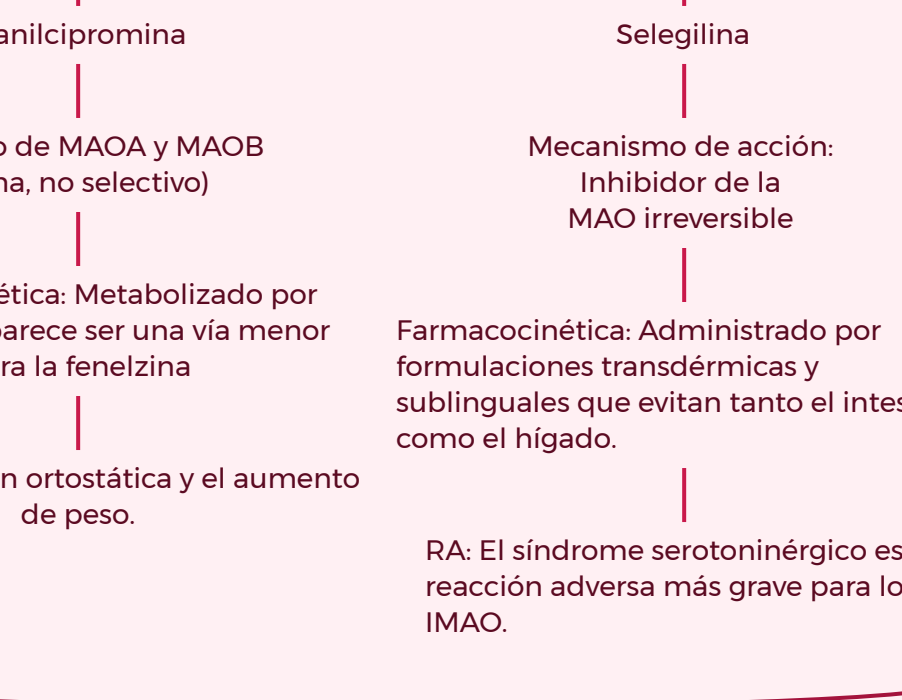 anilcipromina
o de MAOA y MAOB
na, no selectivo)
ética: Metabolizado por
parece ser una vía menor
ra la fenelzina
n ortostática y el aumento
de peso.
Selegilina
Mecanismo de acción:
Inhibidor de la
MAO irreversible
Farmacocinética: Administrado por
formulaciones transdérmicas y
sublinguales que evitan tanto el intes
como el hígado.
RA: El síndrome serotoninérgico es
reacción adversa más grave para lo
IMAO.